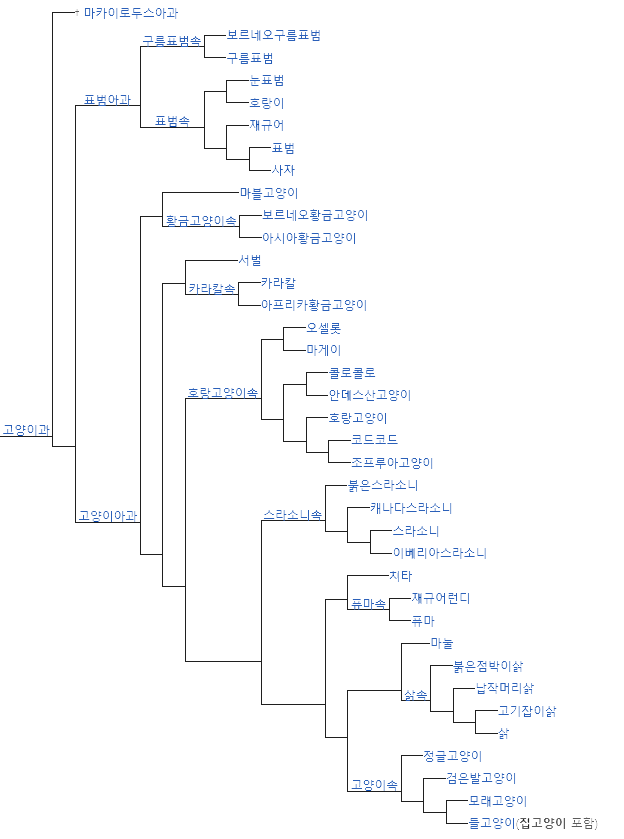 † 마카이로두스아과
구름표범속
보르네오구름표범
구름표범
눈표범
표범아과
호랑이
표범속
재규어
표범
사자
마블고양이
황금고양이속
보르네오황금고양이
아시아황금고양이
서벌
카라칼속
카라칼
아프리카황금고양이
오셀롯
마게이
콜로콜로
호랑고양이속
안데스산고양이
호랑고양이
고양이과
코드코드
조프루아고양이
붉은스라소니
캐나다스라소니
고양이아과
스라소니속
스라소니
이베리아스라소니
치타
퓨마속
재규어런디
퓨마
마눌
붉은점박이삵
삵속
납작머리삵
고기잡이삵
삵
정글고양이
고양이속
검은발고양이
모래고양이
들고양이(집고양이 포함)